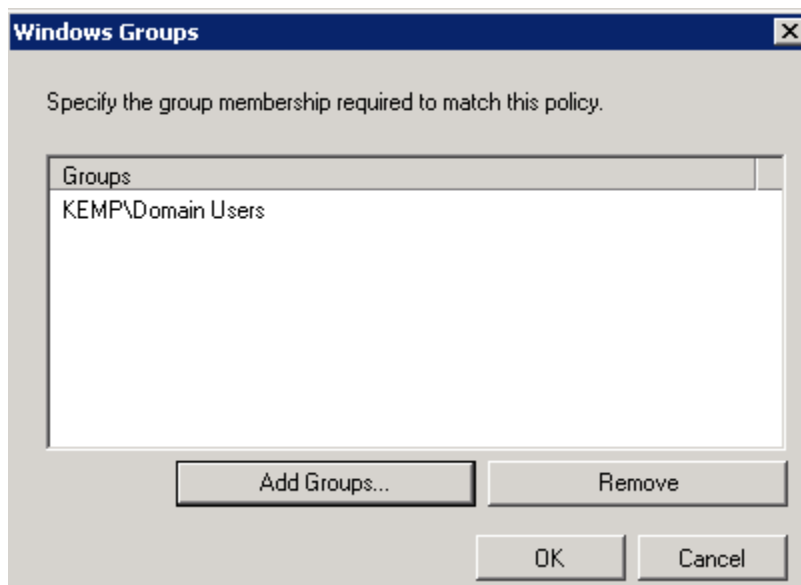 Windows Groups
Specify the group membership required to match this policy.
Groups
KEMP\Domain Users
Add Groups... Remove
OK Cancel